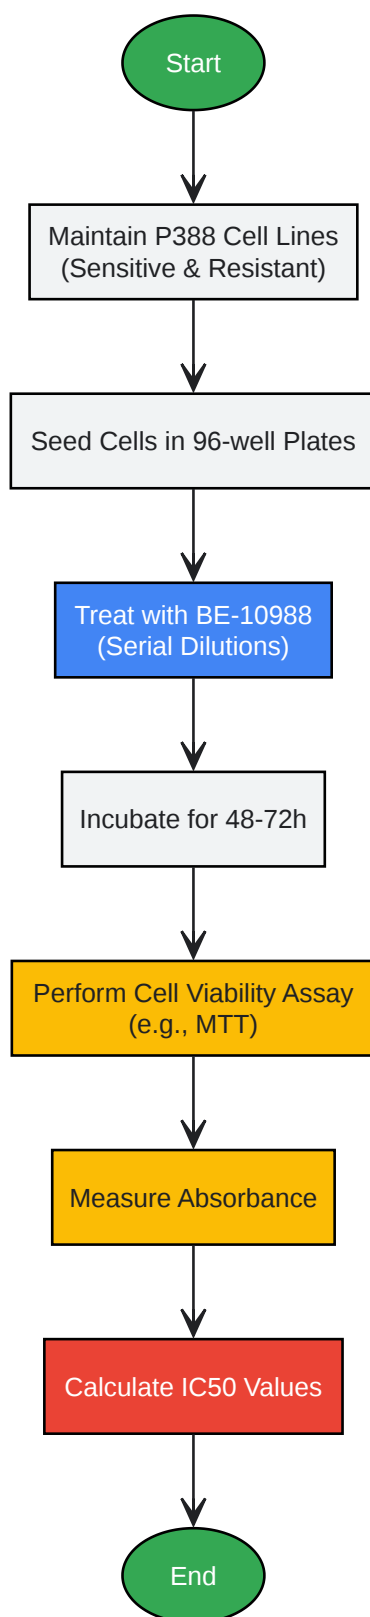 Start
Maintain P388 Cell Lines
(Sensitive & Resistant)
Seed Cells in 96-well Plates
Treat with BE-10988
(Serial Dilutions)
Incubate for 48-72h
Perform Cell Viability Assay
(e.g., MTT)
Measure Absorbance
Calculate IC50 Values
End